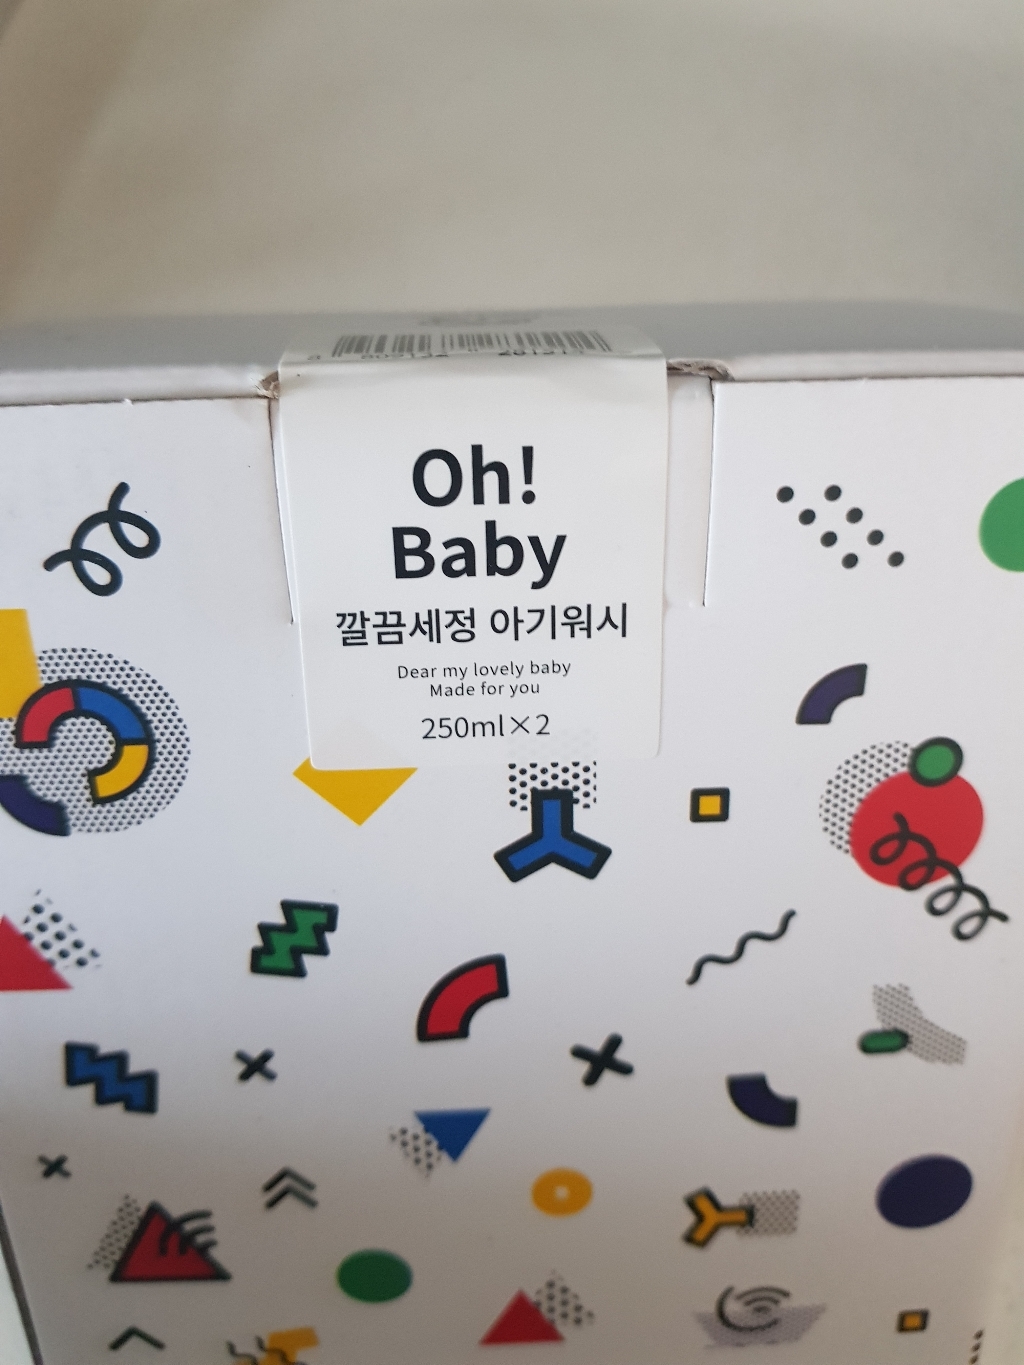 Oh!
Baby
깔끔세정 아기워시
Dear my lovely baby
Made for you
250ml×2